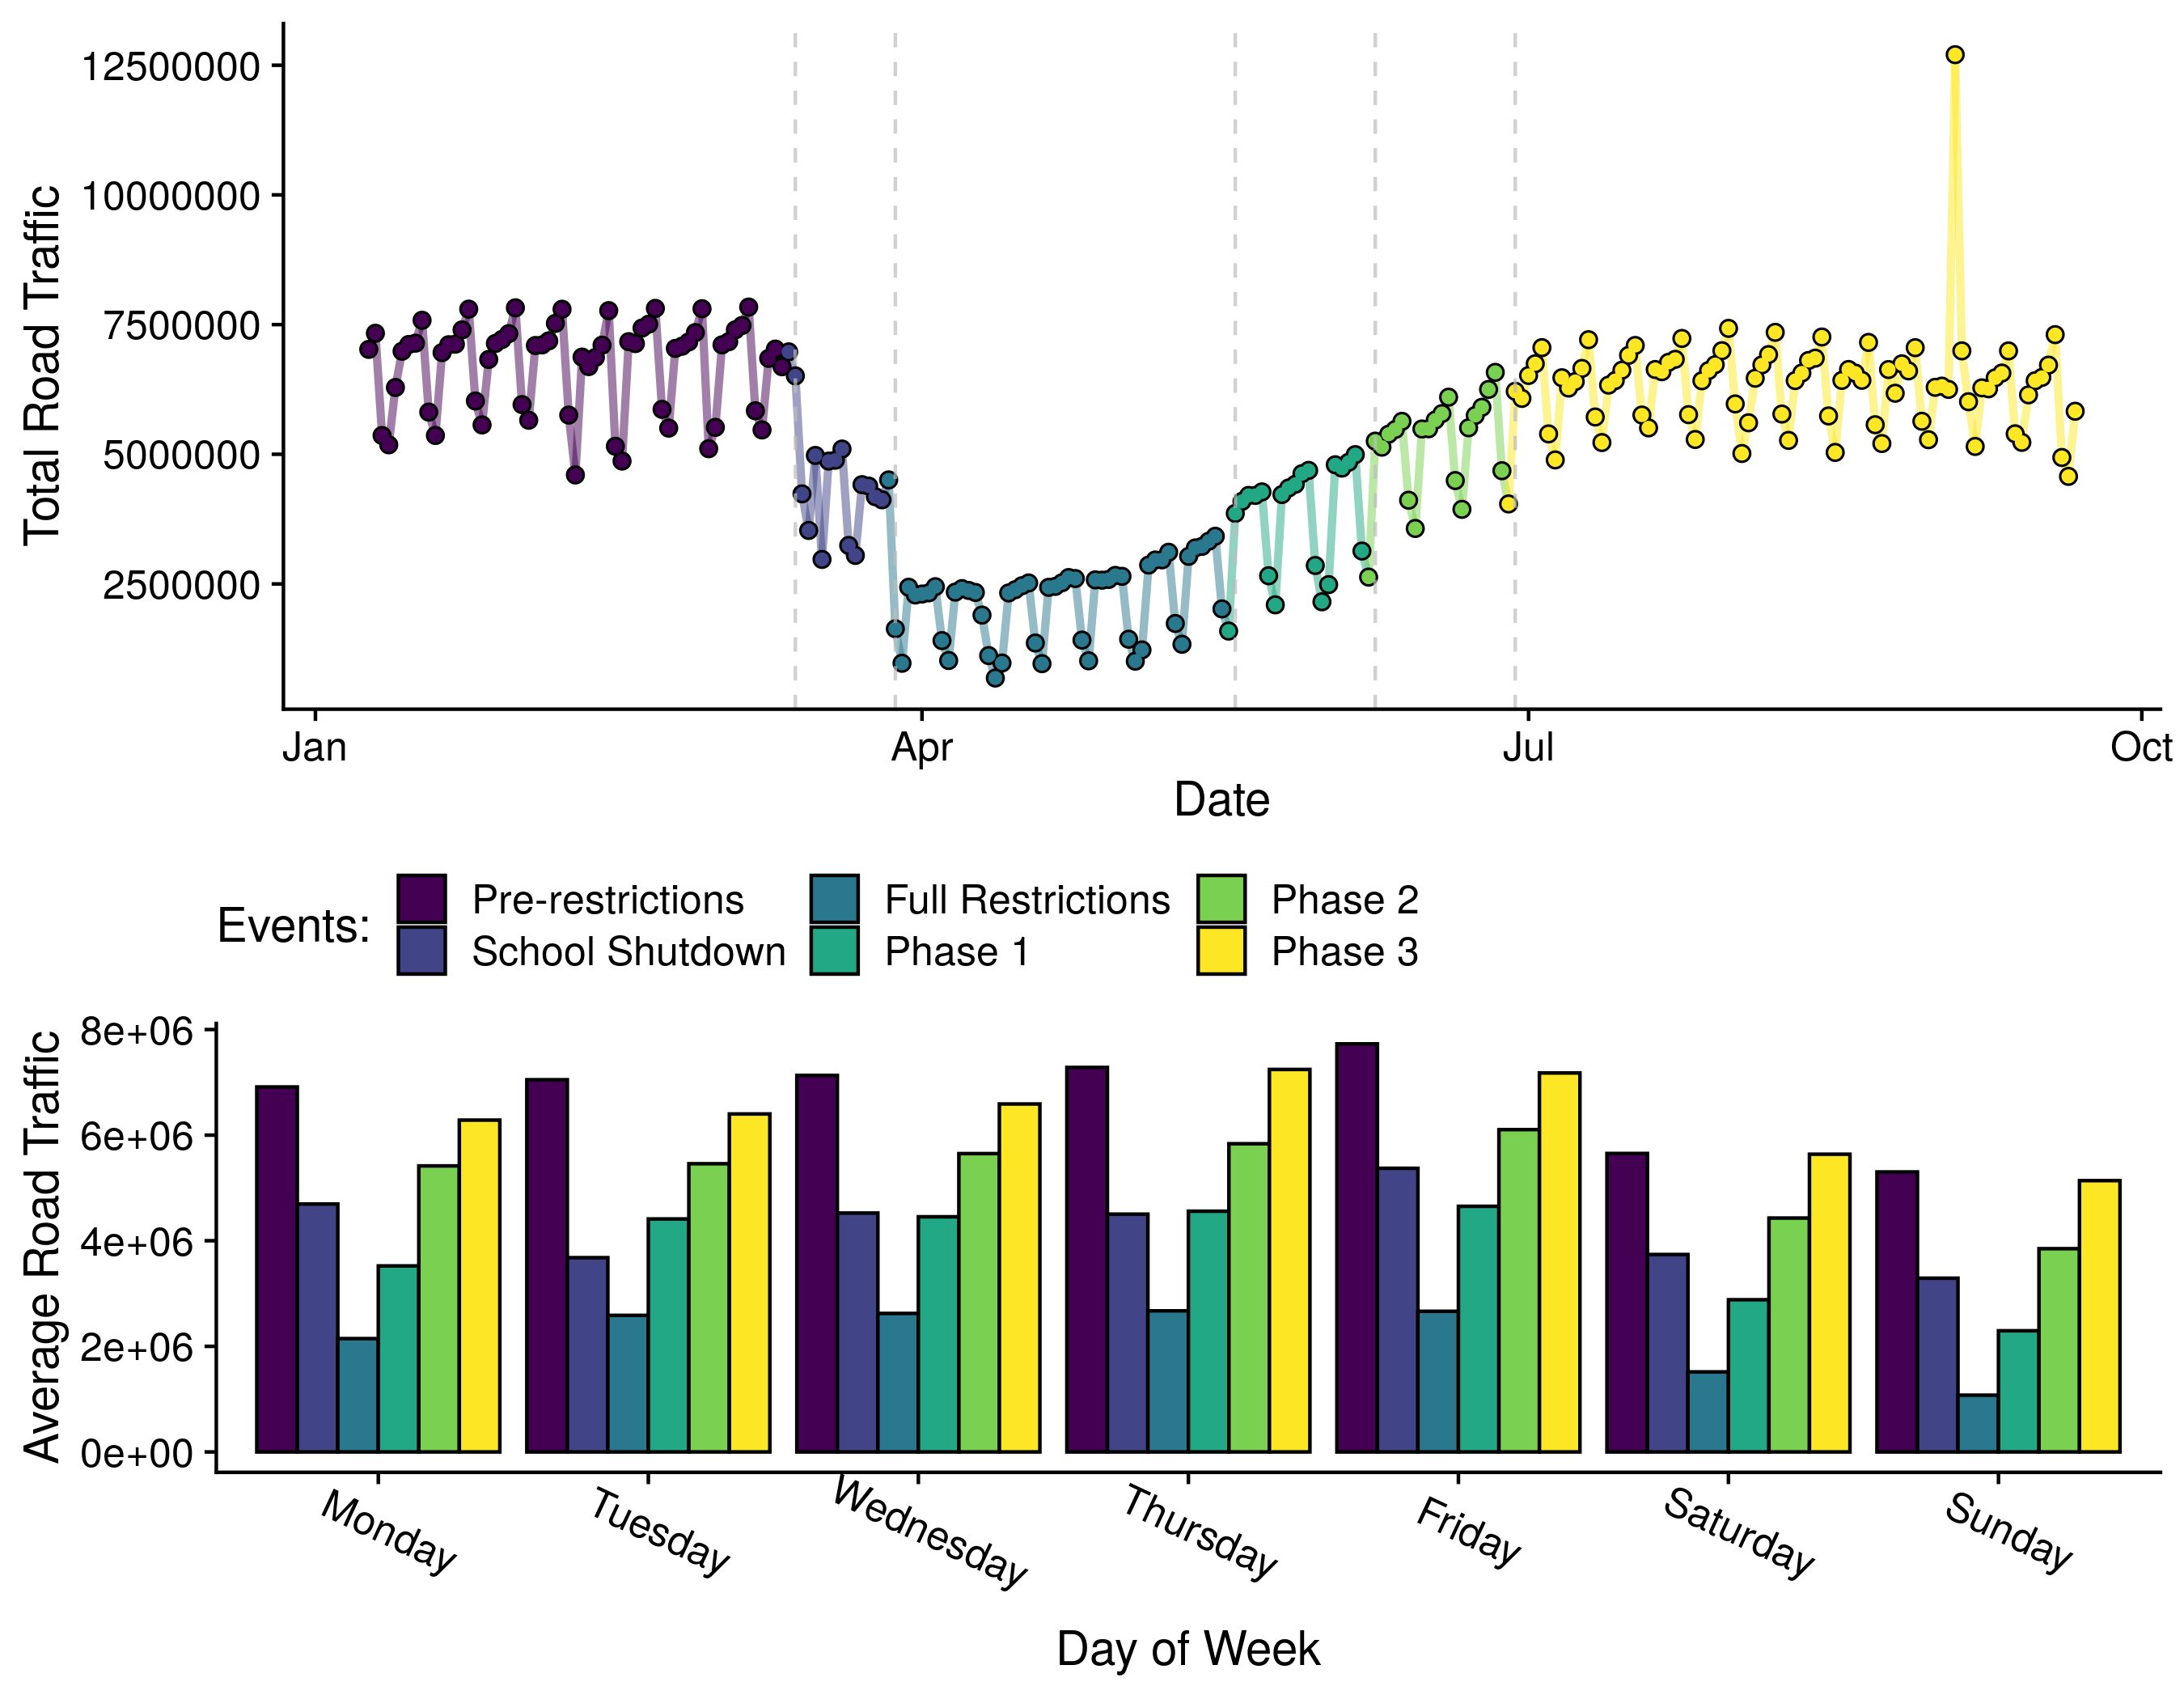 Total Road Traffic
12500000
10000000
7500000
5000000
2500000
Jan Apr Jul Oct
Date
Events:
Pre-restrictions Full Restrictions Phase 2
School Shutdown Phase 1 Phase 3
Average Road Traffic
8e+06
6e+06
4e+06
2e+06
0e+00
Monday Tuesday Wednesday Thursday Friday Saturday Sunday
Day of Week